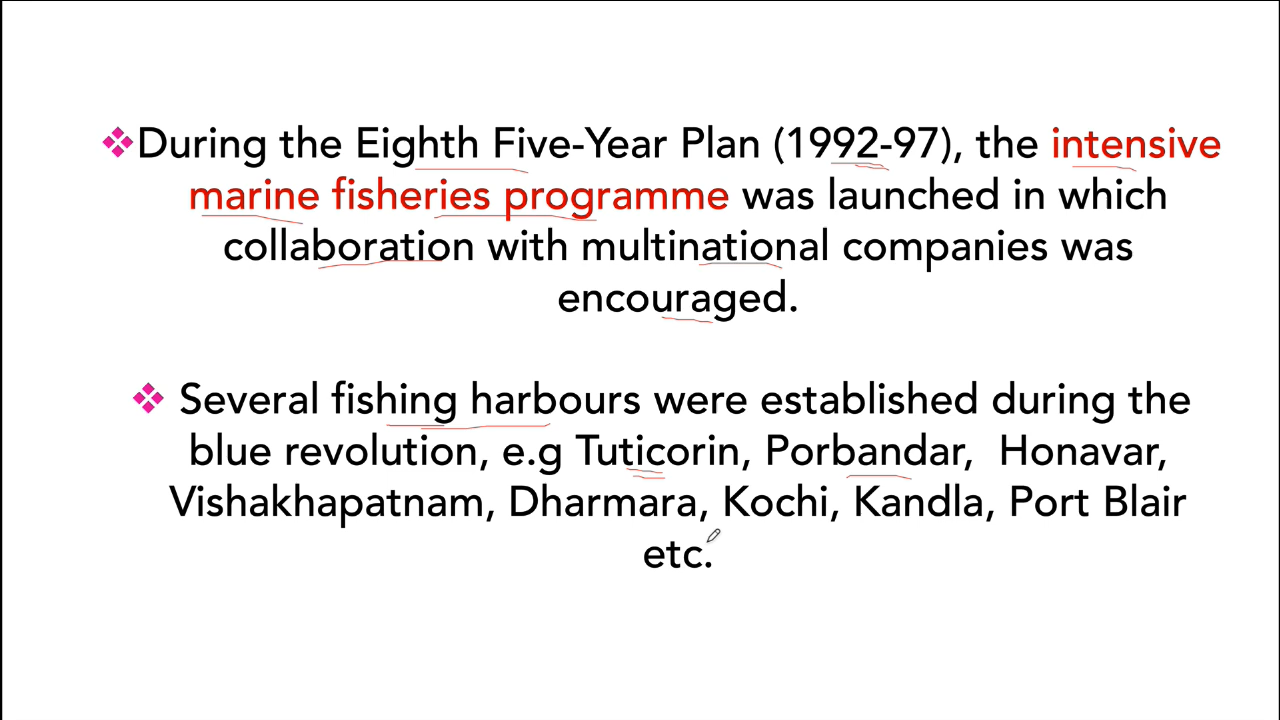 ❖During the Eighth Five-Year Plan (1992-97), the intensive
marine fisheries programme was launched in which
collaboration with multinational companies was
encouraged.
❖ Several fishing harbours were established during the
blue revolution, e.g Tuticorin, Porbandar, Honavar,
Vishakhapatnam, Dharmara, Kochi, Kandla, Port Blair
etc.